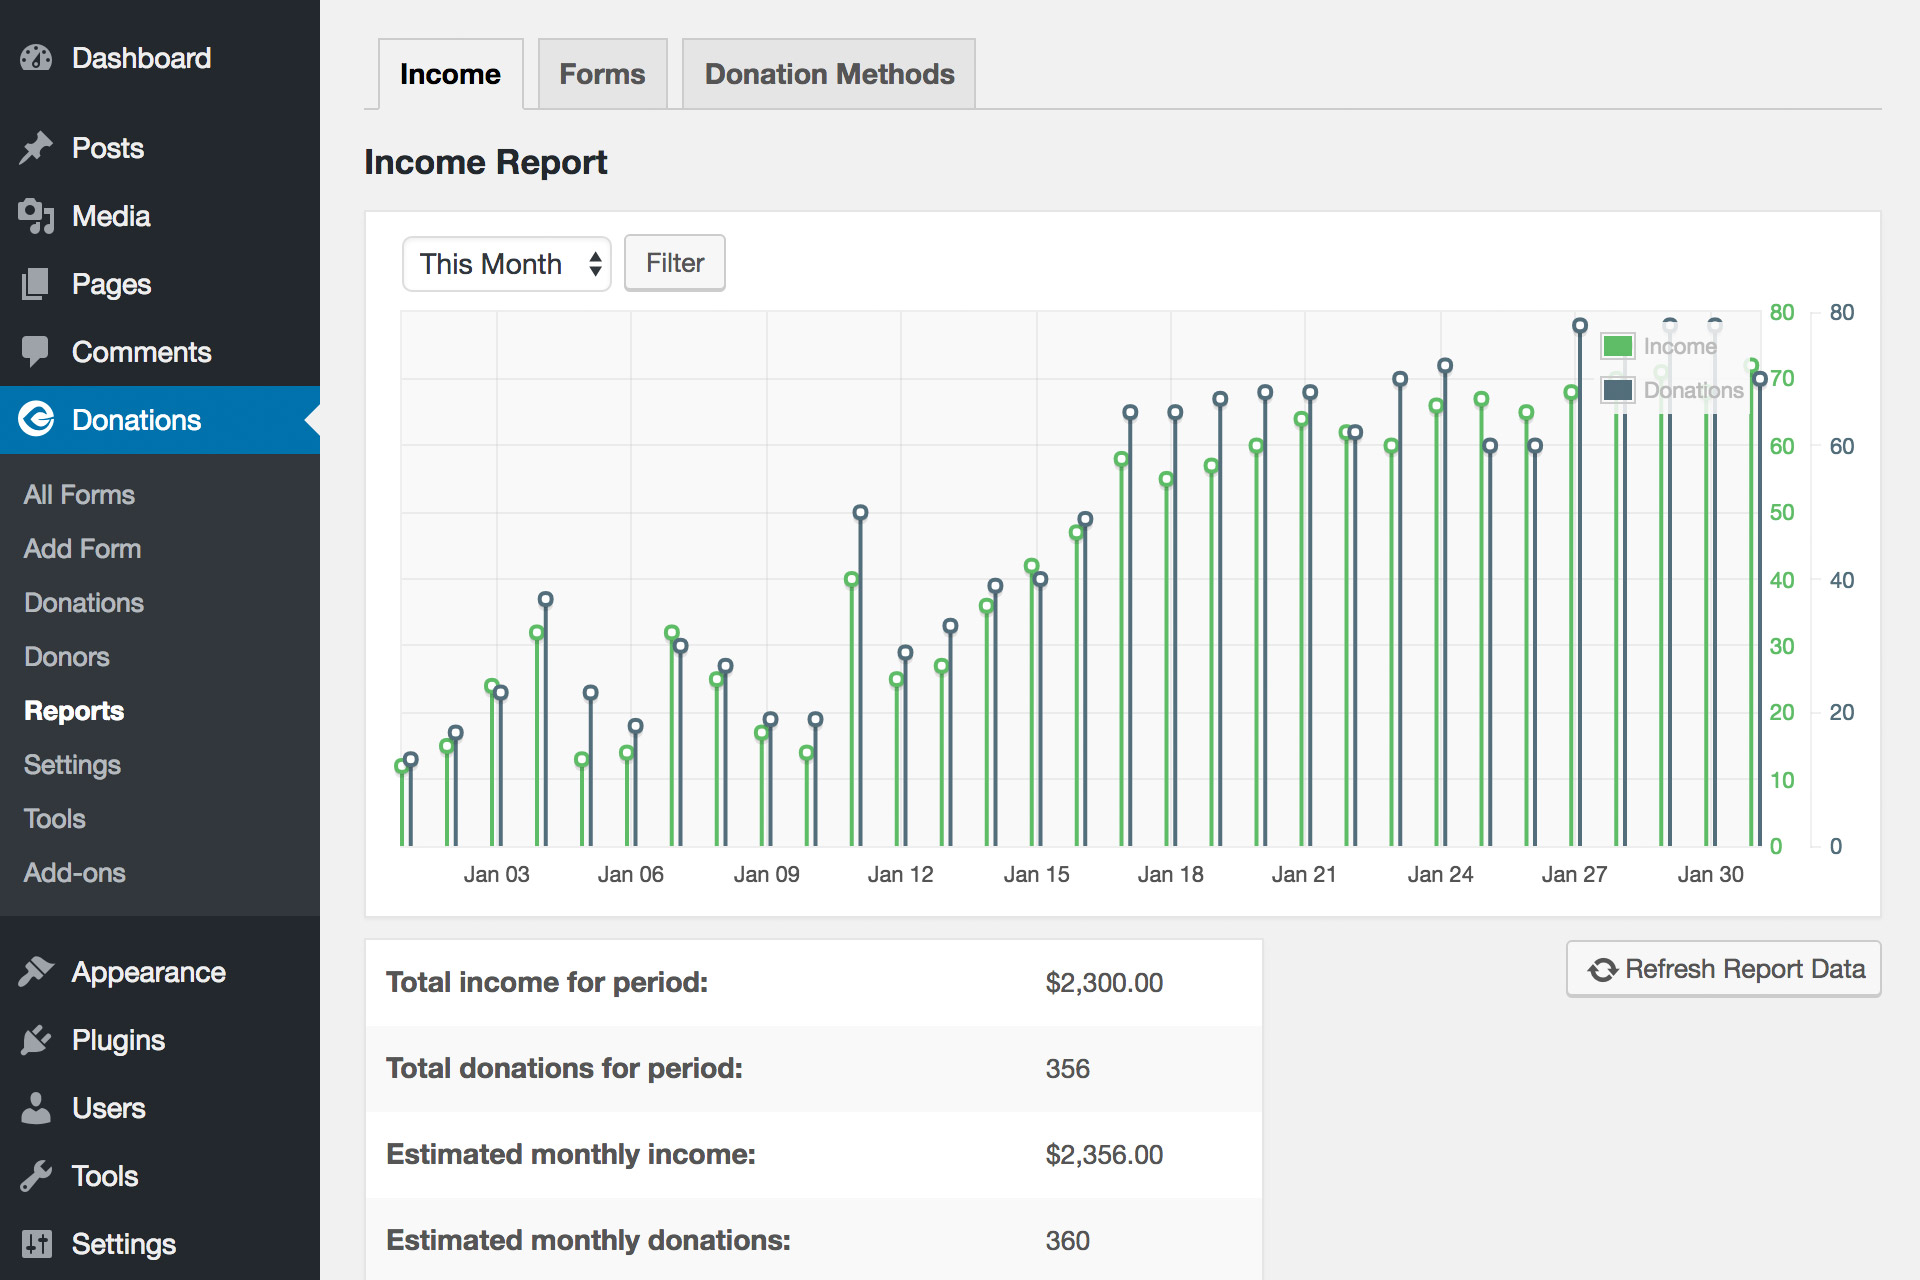 Dashboard
Posts
Media
Pages
Comments
Donations
All Forms
Add Form
Donations
Donors
Reports
Settings
Tools
Add-ons
Appearance
Plugins
Users
Tools
Settings
Income
Forms
Donation Methods
Income Report
This Month
Filter
Income
Donations
80
70
60
50
40
30
20
10
0
80
60
40
20
0
Jan 03
Jan 06
Jan 09
Jan 12
Jan 15
Jan 18
Jan 21
Jan 24
Jan 27
Jan 30
Total income for period: $2,300.00
Total donations for period: 356
Estimated monthly income: $2,356.00
Estimated monthly donations: 360
Refresh Report Data